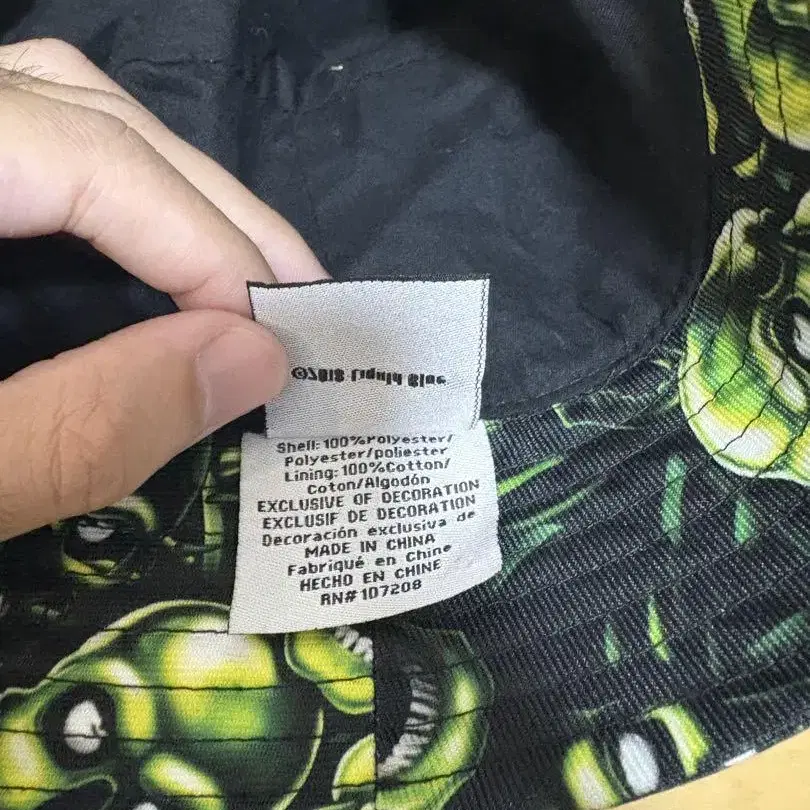 ©2018 Liquid Blue
Shell: 100%Polyester/
Polyester/poliester
Lining: 100%Cotton/
Coton/Algodón
EXCLUSIVE OF DECORATION
EXCLUSIF DE DECORATION
Decoración exclusiva de
MADE IN CHINA
Fabriqué en Chine
HECHO EN CHINE
RN# 107208